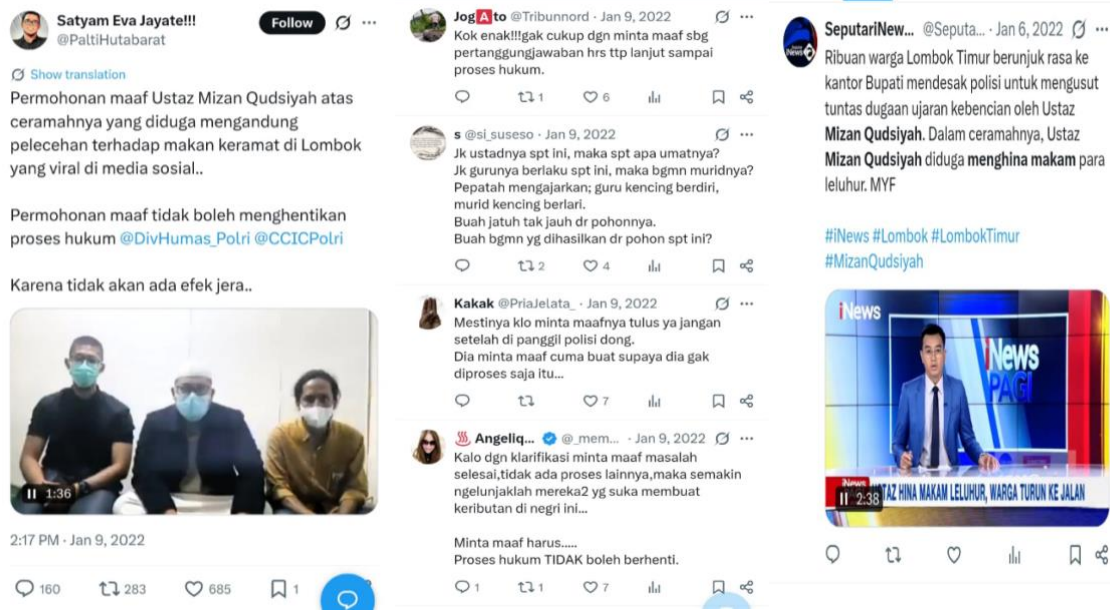 Satyam Eva Jayate!!!
Follow
@PaltiHutabarat
Show translation
Permohonan maaf Ustaz Mizan Qudsiyah atas
ceramahnya yang diduga mengandung
pelecehan terhadap makan keramat di Lombok
yang viral di media sosial..
Permohonan maaf tidak boleh menghentikan
proses hukum @DivHumas_Polri @CCICPolri
Karena tidak akan ada efek jera..
1:36
2:17 PM · Jan 9, 2022
160 283 685 1
Jog🅰️to @Tribunnord · Jan 9, 2022
Kok enak!!!gak cukup dgn minta maaf sbg
pertanggungjawaban hrs ttp lanjut sampai
proses hukum.
1 6
s @si_suseso · Jan 9, 2022
Jk ustadnya spt ini, maka spt apa umatnya?
Jk gurunya berlaku spt ini, maka bgmn muridnya?
Pepatah mengajarkan; guru kencing berdiri,
murid kencing berlari.
Buah jatuh tak jauh dr pohonnya.
Buah bgmn yg dihasilkan dr pohon spt ini?
2 4
Kakak @PriaJelata_ · Jan 9, 2022
Mestinya klo minta maafnya tulus ya jangan
setelah di panggil polisi dong.
Dia minta maaf cuma buat supaya dia gak
diproses saja itu...
7
♨️ Angeliq... @_mem... · Jan 9, 2022
Kalo dgn klarifikasi minta maaf masalah
selesai,tidak ada proses lainnya,maka semakin
ngelunjaklah mereka2 yg suka membuat
keributan di negri ini...
Minta maaf harus.....
Proses hukum TIDAK boleh berhenti.
1 1 7
SeputariNew... @Seputa... · Jan 6, 2022
Ribuan warga Lombok Timur berunjuk rasa ke
kantor Bupati mendesak polisi untuk mengusut
tuntas dugaan ujaran kebencian oleh Ustaz
Mizan Qudsiyah. Dalam ceramahnya, Ustaz
Mizan Qudsiyah diduga menghina makam para
leluhur. MYF
#iNews #Lombok #LombokTimur
#MizanQudsiyah
iNews
iNews
PAGI
iNews
2:38
TAZ HINA MAKAM LELUHUR, WARGA TURUN KE JALAN